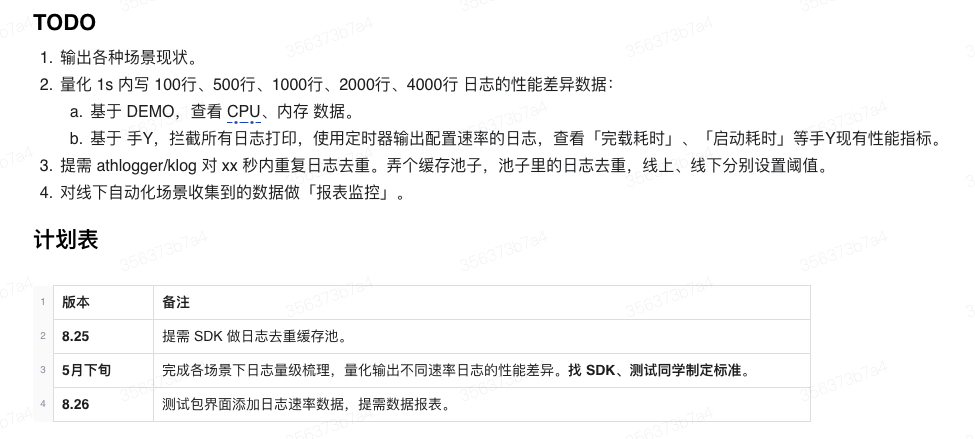 TODO
1. 输出各种场景现状。
2. 量化 1s 内写 100行、500行、1000行、2000行、4000行 日志的性能差异数据：
a. 基于 DEMO，查看 CPU、内存 数据。
b. 基于 手Y，拦截所有日志打印，使用定时器输出配置速率的日志，查看「完载耗时」、「启动耗时」等手Y现有性能指标。
3. 提需 athlogger/klog 对 xx 秒内重复日志去重。弄个缓存池子，池子里的日志去重，线上、线下分别设置阈值。
4. 对线下自动化场景收集到的数据做「报表监控」。
计划表
1 版本 备注
2 8.25 提需 SDK 做日志去重缓存池。
3 5月下旬 完成各场景下日志量级梳理，量化输出不同速率日志的性能差异。找 SDK、测试同学制定标准。
4 8.26 测试包界面添加日志速率数据，提需数据报表。
356373b7a4